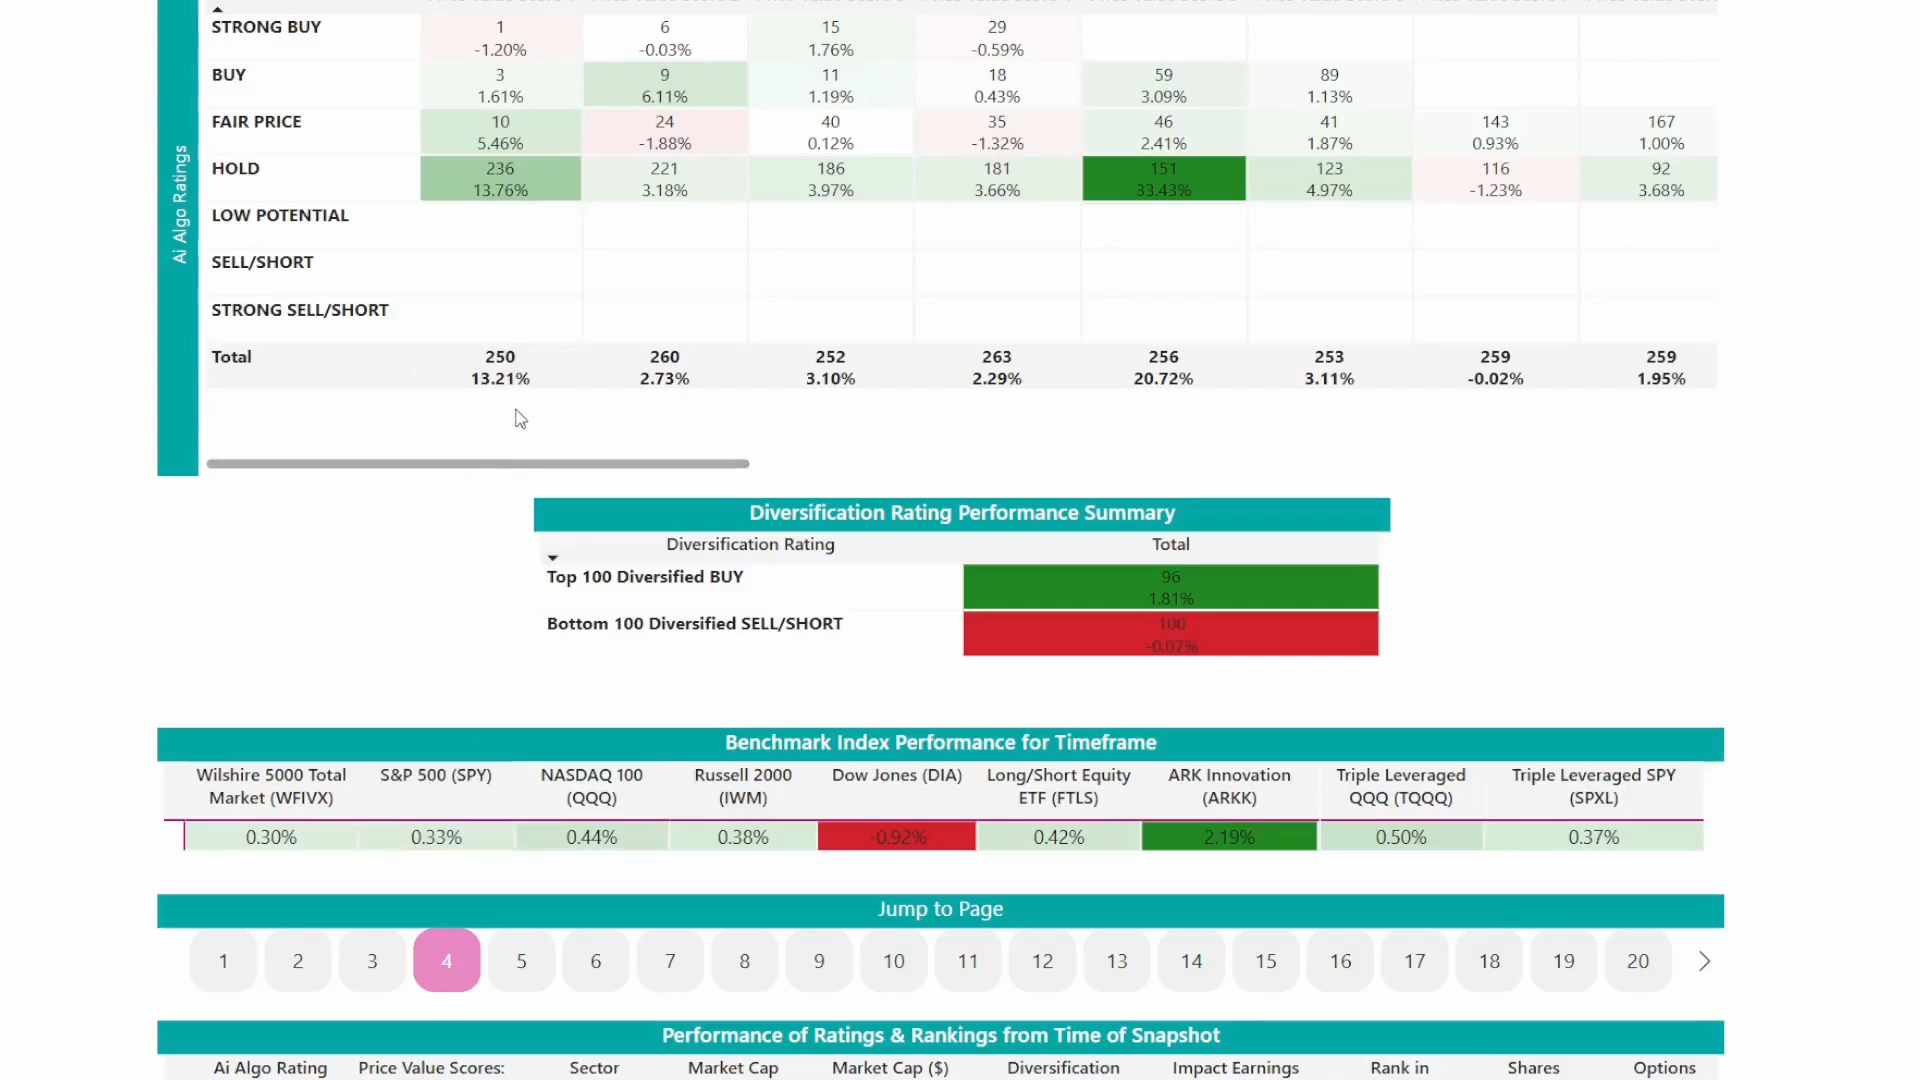 STRONG BUY 1 6 15 29
-1.20% -0.03% 1.76% -0.59%
BUY 3 9 11 18 59 89
1.61% 6.11% 1.19% 0.43% 3.09% 1.13%
FAIR PRICE 10 24 40 35 46 41 143 167
5.46% -1.88% 0.12% -1.32% 2.41% 1.87% 0.93% 1.00%
HOLD 236 221 186 181 151 123 116 92
13.76% 3.18% 3.97% 3.66% 33.43% 4.97% -1.23% 3.68%
LOW POTENTIAL
SELL/SHORT
STRONG SELL/SHORT
Total 250 260 252 263 256 253 259 259
13.21% 2.73% 3.10% 2.29% 20.72% 3.11% -0.02% 1.95%
Ai Algo Ratings
Diversification Rating Performance Summary
Diversification Rating Total
Top 100 Diversified BUY 96
1.81%
Bottom 100 Diversified SELL/SHORT 100
-0.07%
Benchmark Index Performance for Timeframe
Wilshire 5000 Total S&P 500 (SPY) NASDAQ 100 Russell 2000 Dow Jones (DIA) Long/Short Equity ARK Innovation Triple Leveraged Triple Leveraged SPY
Market (WFIVX) (QQQ) (IWM) ETF (FTLS) (ARKK) QQQ (TQQQ) (SPXL)
0.30% 0.33% 0.44% 0.38% -0.92% 0.42% 2.19% 0.50% 0.37%
Jump to Page
1 2 3 4 5 6 7 8 9 10 11 12 13 14 15 16 17 18 19 20
Performance of Ratings & Rankings from Time of Snapshot
Ai Algo Rating Price Value Scores: Sector Market Cap Market Cap ($) Diversification Impact Earnings Rank in Shares Options